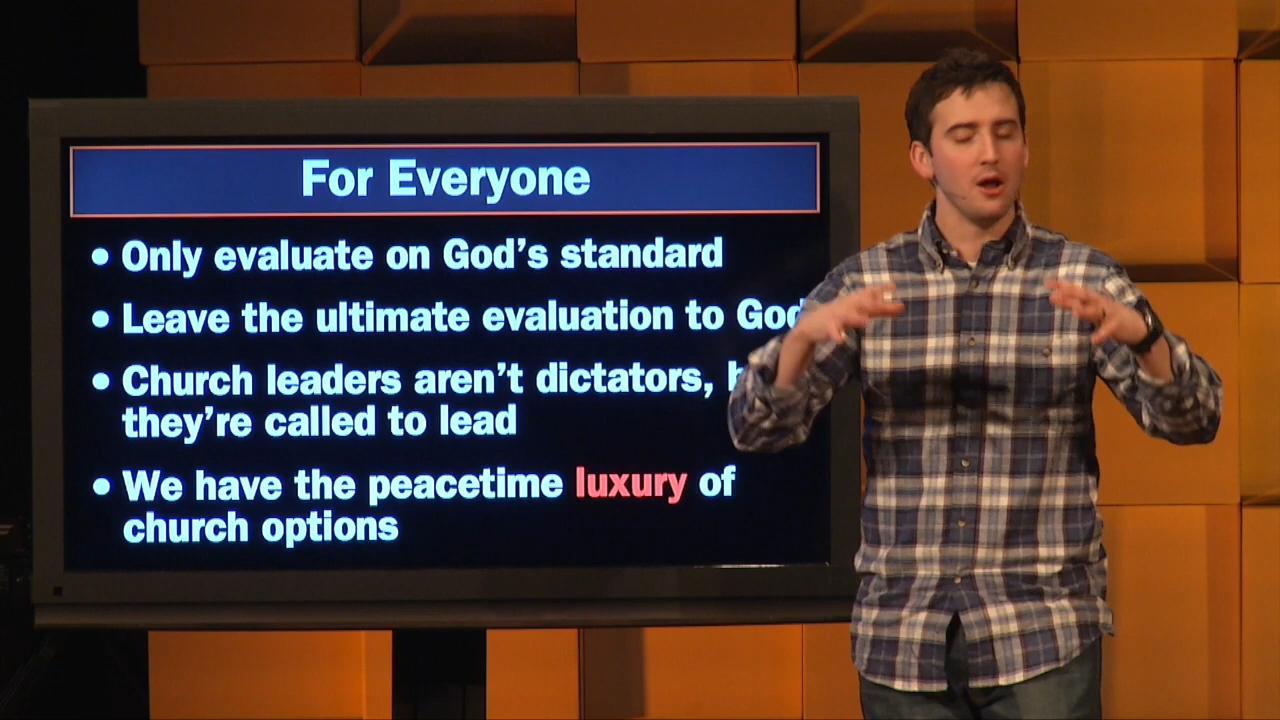 For Everyone
• Only evaluate on God's standard
• Leave the ultimate evaluation to God
• Church leaders aren't dictators,
they're called to lead
• We have the peacetime luxury of
church options